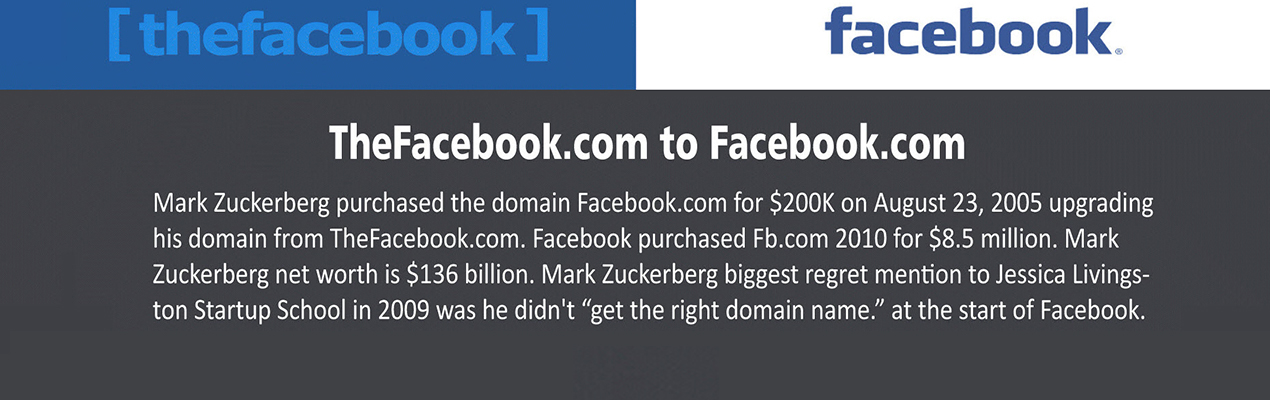 [thefacebook]
facebook®
TheFacebook.com to Facebook.com
Mark Zuckerberg purchased the domain Facebook.com for $200K on August 23, 2005 upgrading
his domain from TheFacebook.com. Facebook purchased Fb.com 2010 for $8.5 million. Mark
Zuckerberg net worth is $136 billion. Mark Zuckerberg biggest regret mention to Jessica Livings-
ton Startup School in 2009 was he didn't “get the right domain name.” at the start of Facebook.